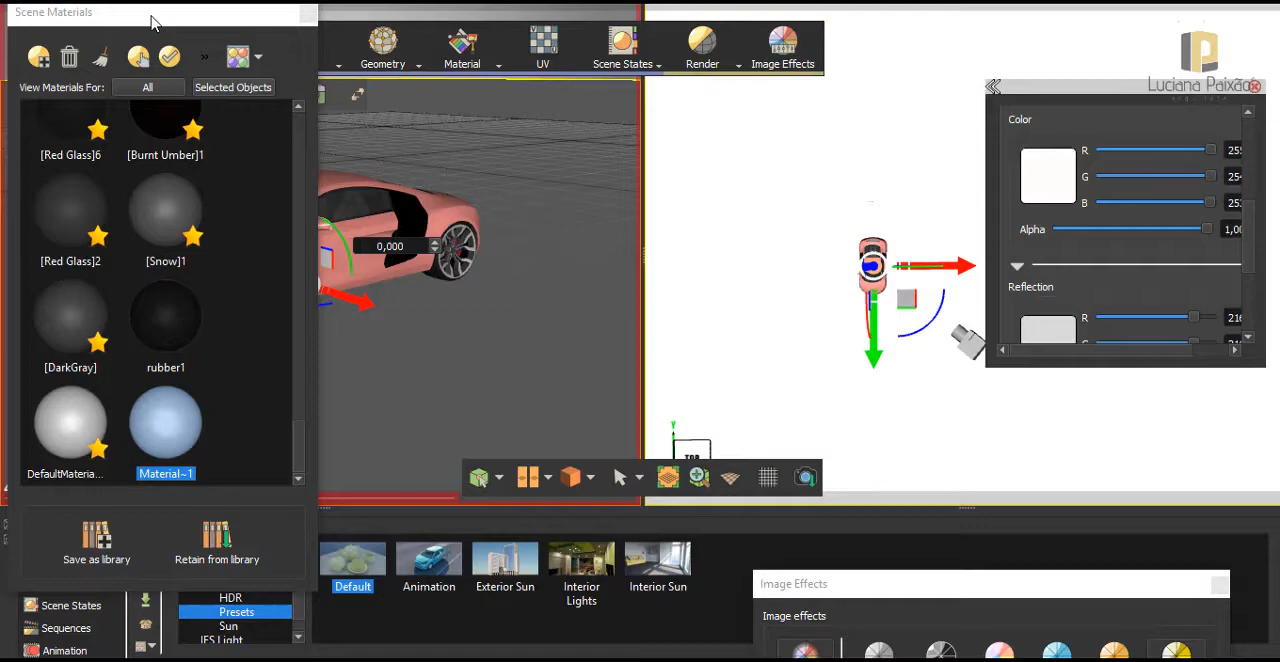 Scene Materials
Geometry
Material
UV
Scene States
Render
Image Effects
Luciana Paixão
View Materials For:
All
Selected Objects
[Red Glass]6
[Burnt Umber]1
[Red Glass]2
[Snow]1
[DarkGray]
rubber1
DefaultMateria...
Material~1
Save as library
Retain from library
0,000
Color
R
G
B
Alpha
1,00
Reflection
R
Y
Default
Animation
Exterior Sun
Interior
Lights
Interior Sun
Scene States
Sequences
Animation
HDR
Presets
Sun
IES Light
Image Effects
Image effects